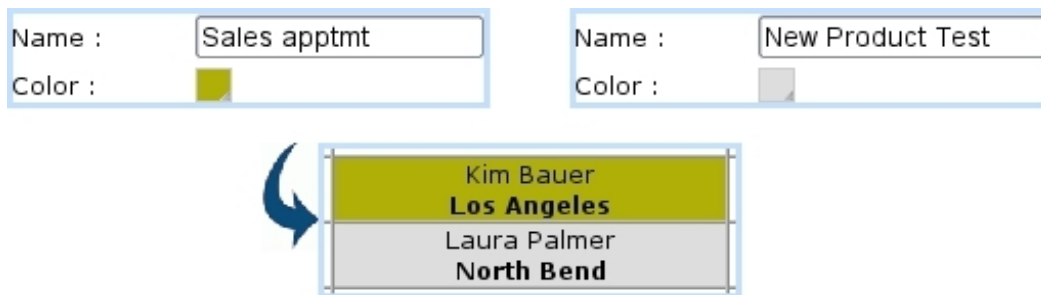 Name : Sales apptmt
Color :
Name : New Product Test
Color :
Kim Bauer
Los Angeles
Laura Palmer
North Bend